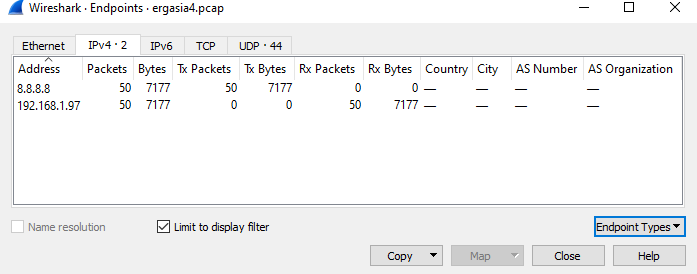 Wireshark · Endpoints · ergasia4.pcap
Ethernet IPv4 · 2 IPv6 TCP UDP · 44
Address Packets Bytes Tx Packets Tx Bytes Rx Packets Rx Bytes Country City AS Number AS Organization
8.8.8.8 50 7177 50 7177 0 0 — — — —
192.168.1.97 50 7177 0 0 50 7177 — — — —
Name resolution Limit to display filter Endpoint Types
Copy Map Close Help